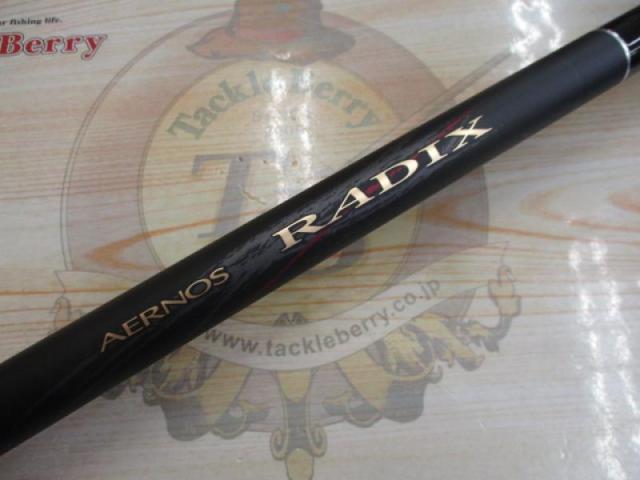 r fishing life.
Berry
Tackle Berry
RADIX
AERNOS
www.tackleberry.co.jp